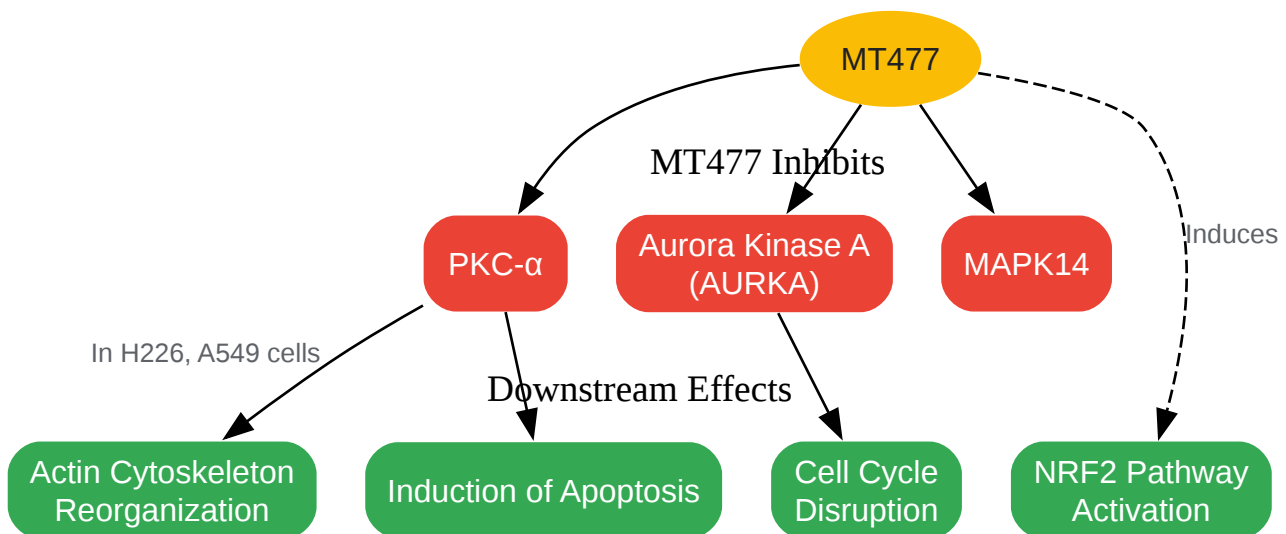 MT477
MT477 Inhibits
PKC-α
Aurora Kinase A
(AURKA)
MAPK14
Induces
In H226, A549 cells
Downstream Effects
Actin Cytoskeleton
Reorganization
Induction of Apoptosis
Cell Cycle
Disruption
NRF2 Pathway
Activation